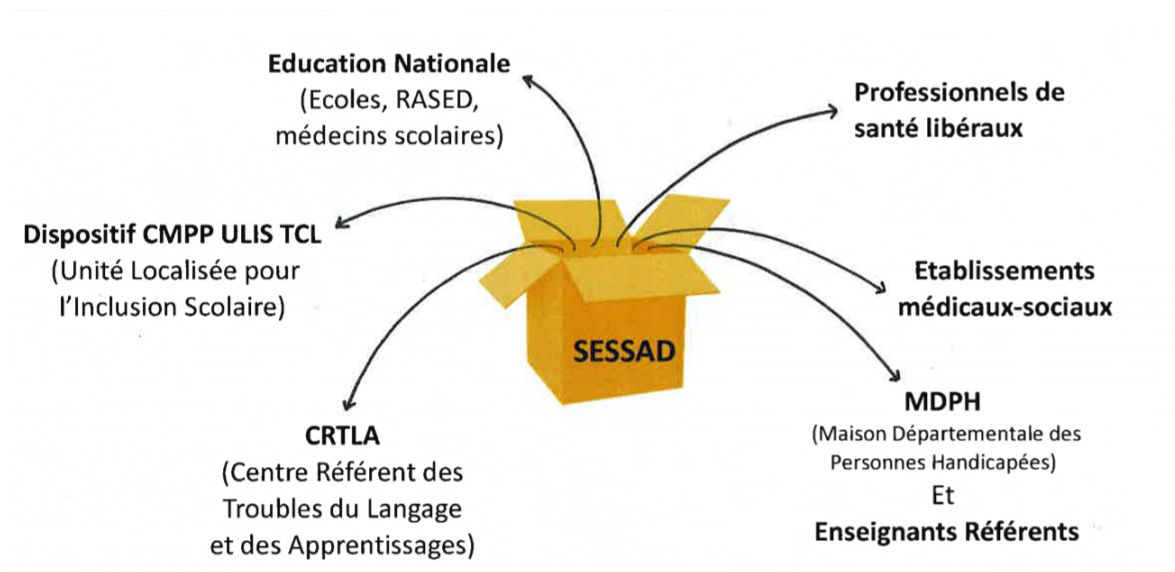 Education Nationale
(Ecoles, RASED,
médecins scolaires)
Professionnels de
santé libéraux
Dispositif CMPP ULIS TCL
(Unité Localisée pour
l'Inclusion Scolaire)
Etablissements
médicaux-sociaux
SESSAD
CRTLA
(Centre Référent des
Troubles du Langage
et des Apprentissages)
MDPH
(Maison Départementale des
Personnes Handicapées)
Et
Enseignants Référents